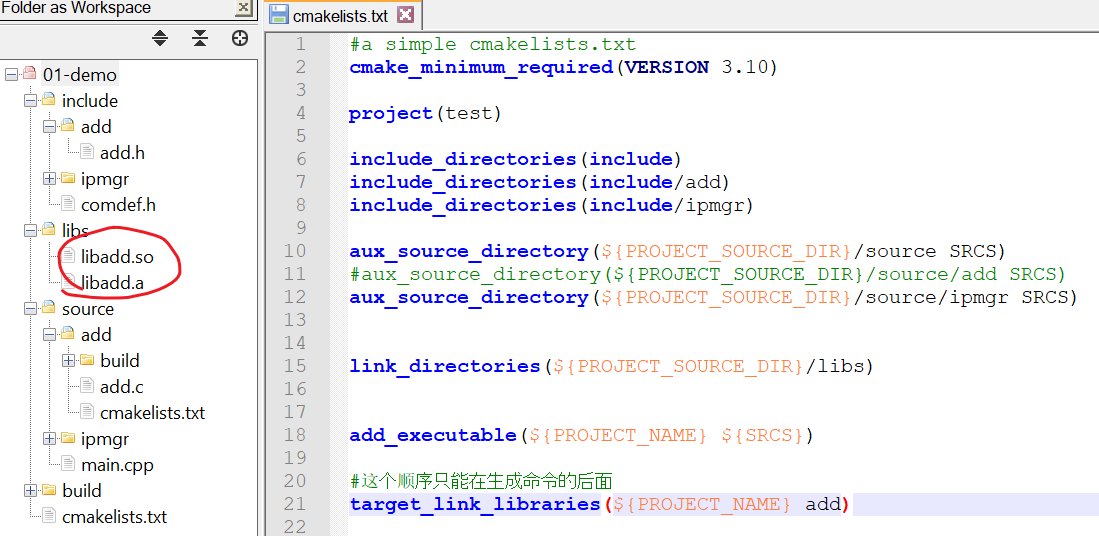 Folder as Workspace
01-demo
include
add
add.h
ipmgr
comdef.h
libs
libadd.so
libadd.a
source
add
build
add.c
cmakelists.txt
ipmgr
main.cpp
build
cmakelists.txt
cmakelists.txt
1 #a simple cmakelists.txt
2 cmake_minimum_required(VERSION 3.10)
3
4 project(test)
5
6 include_directories(include)
7 include_directories(include/add)
8 include_directories(include/ipmgr)
9
10 aux_source_directory(${PROJECT_SOURCE_DIR}/source SRCS)
11 #aux_source_directory(${PROJECT_SOURCE_DIR}/source/add SRCS)
12 aux_source_directory(${PROJECT_SOURCE_DIR}/source/ipmgr SRCS)
13
14
15 link_directories(${PROJECT_SOURCE_DIR}/libs)
16
17
18 add_executable(${PROJECT_NAME} ${SRCS})
19
20 #这个顺序只能在生成命令的后面
21 target_link_libraries(${PROJECT_NAME} add)
22